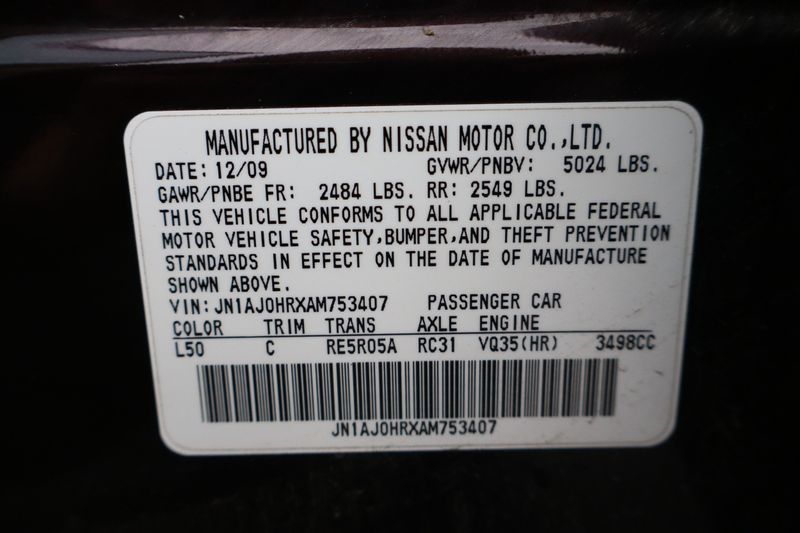 MANUFACTURED BY NISSAN MOTOR CO.,LTD.
DATE: 12/09 GVWR/PNBV: 5024 LBS.
GAWR/PNBE FR: 2484 LBS. RR: 2549 LBS.
THIS VEHICLE CONFORMS TO ALL APPLICABLE FEDERAL
MOTOR VEHICLE SAFETY,BUMPER,AND THEFT PREVENTION
STANDARDS IN EFFECT ON THE DATE OF MANUFACTURE
SHOWN ABOVE.
VIN: JN1AJ0HRXAM753407 PASSENGER CAR
COLOR TRIM TRANS AXLE ENGINE
L50 C RE5R05A RC31 VQ35(HR) 3498CC
JN1AJ0HRXAM753407